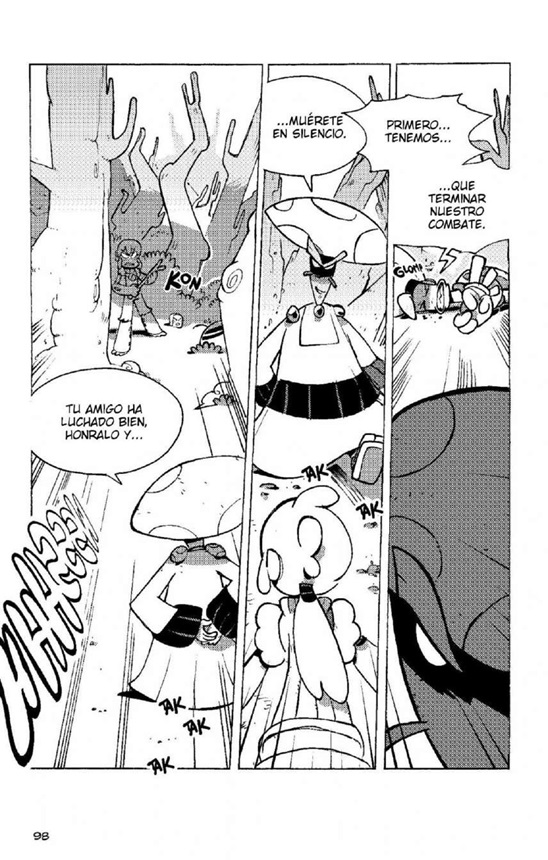 KON
TU AMIGO HA
LUCHADO BIEN,
HONRALO Y...
TAK
TAK
TAK
...MUÉRETE
EN SILENCIO.
TAK
TAK
PRIMERO...
TENEMOS...
...QUE
TERMINAR
NUESTRO
COMBATE.
98